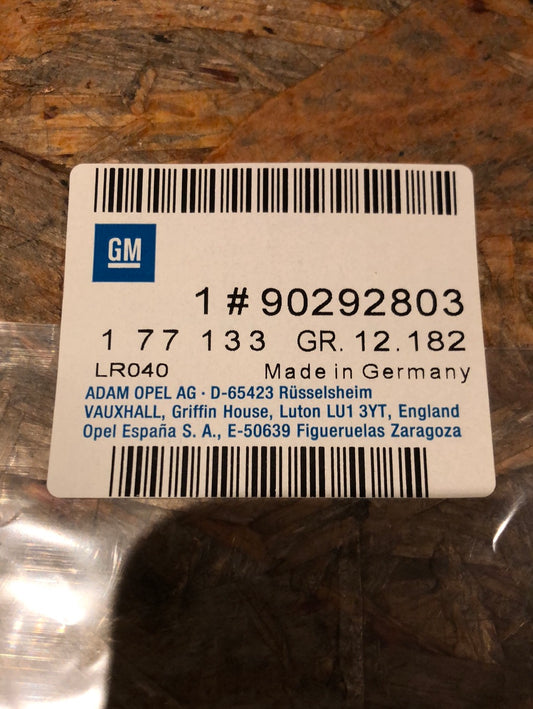 GM
1 # 90292803
1 77 133 GR. 12.182
LR040 Made in Germany
ADAM OPEL AG · D-65423 Rüsselsheim
VAUXHALL, Griffin House, Luton LU1 3YT, England
Opel España S. A., E-50639 Figueruelas Zaragoza